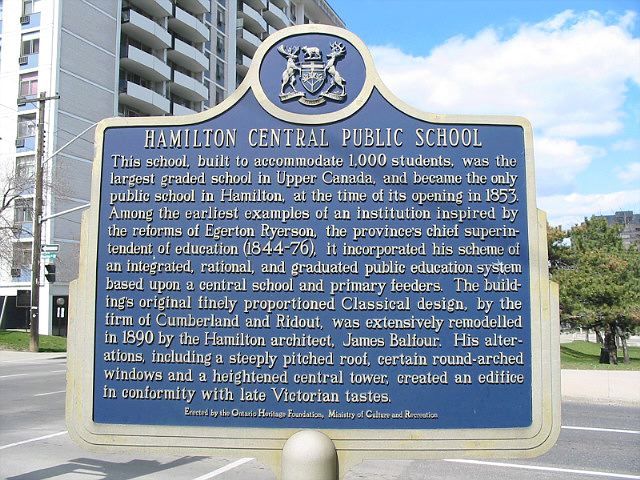 HAMILTON CENTRAL PUBLIC SCHOOL
This school, built to accommodate 1,000 students, was the
largest graded school in Upper Canada, and became the only
public school in Hamilton, at the time of its opening in 1853.
Among the earliest examples of an institution inspired by
the reforms of Egerton Ryerson, the province's chief superin-
tendent of education (1844-76), it incorporated his scheme of
an integrated, rational, and graduated public education system
based upon a central school and primary feeders. The build-
ing's original finely proportioned Classical design, by the
firm of Cumberland and Ridout, was extensively remodelled
in 1890 by the Hamilton architect, James Balfour. His alter-
ations, including a steeply pitched roof, certain round-arched
windows and a heightened central tower, created an edifice
in conformity with late Victorian tastes.
Erected by the Ontario Heritage Foundation, Ministry of Culture and Recreation